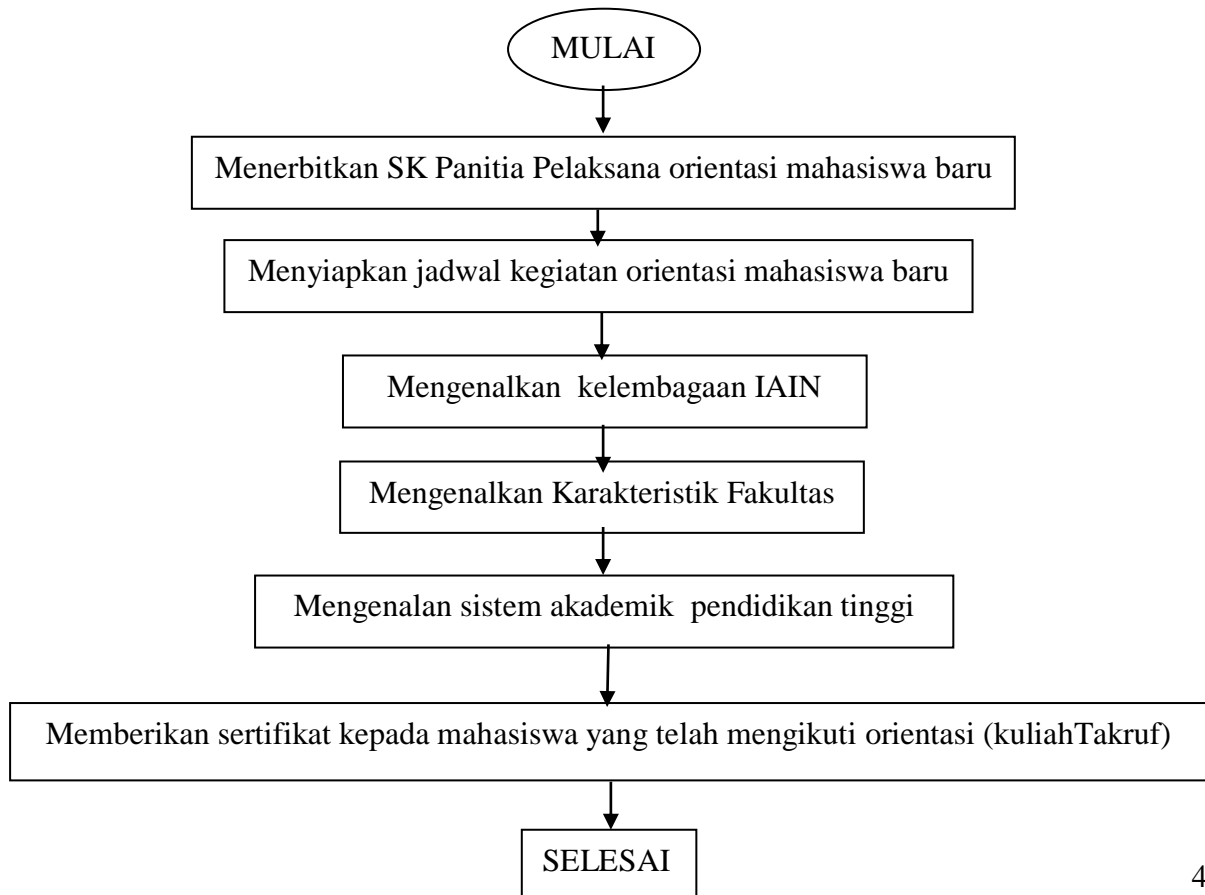 MULAI
Menerbitkan SK Panitia Pelaksana orientasi mahasiswa baru
Menyiapkan jadwal kegiatan orientasi mahasiswa baru
Mengenalkan  kelembagaan IAIN
Mengenalkan Karakteristik Fakultas
Mengenalan sistem akademik  pendidikan tinggi
Memberikan sertifikat kepada mahasiswa yang telah mengikuti orientasi (kuliahTakruf)
SELESAI
4